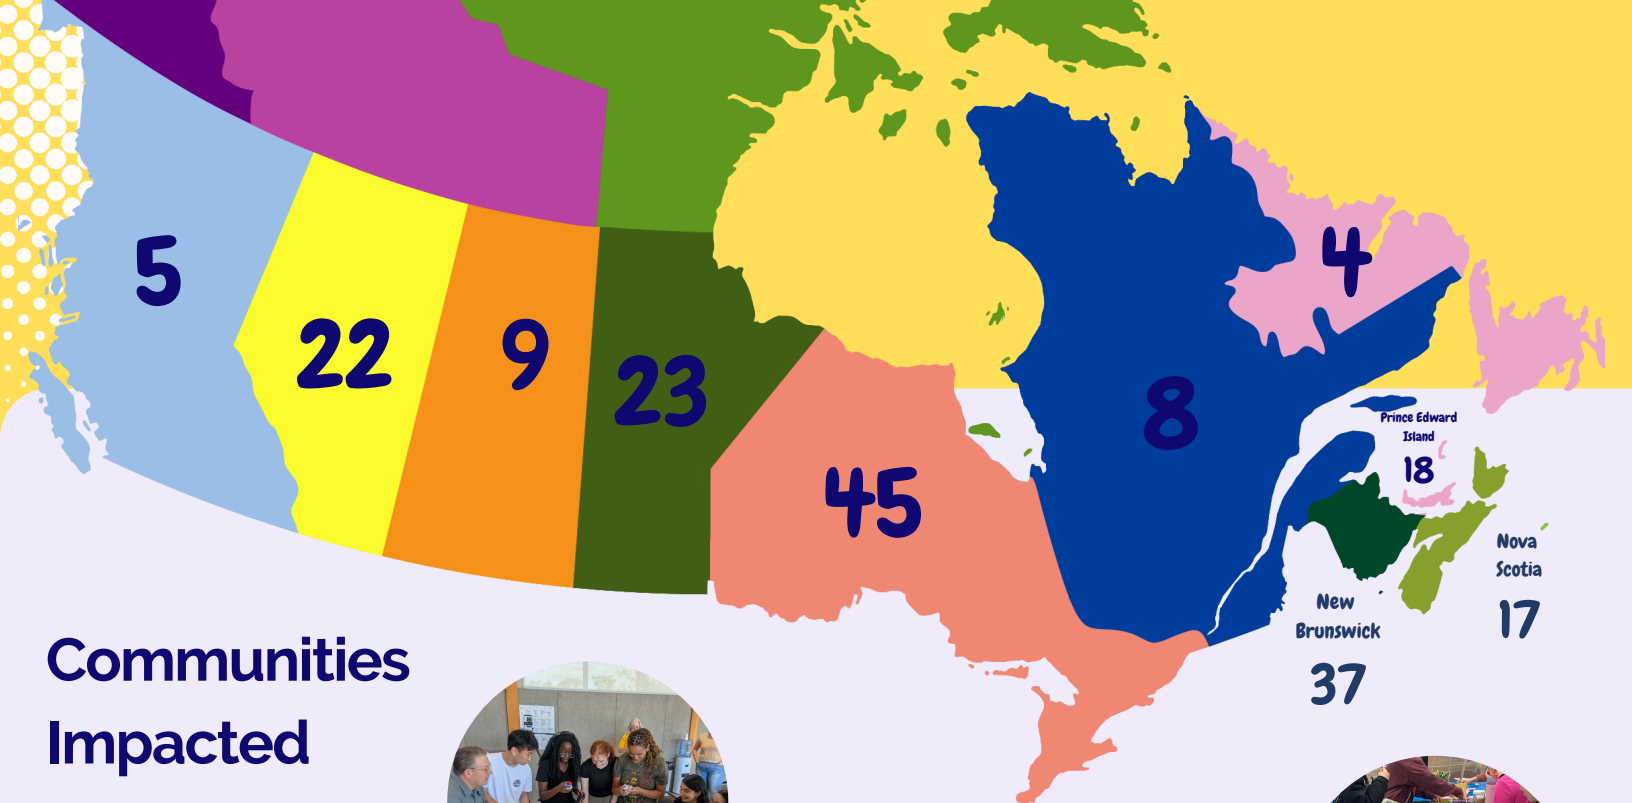 5
4
22
9
23
8
Prince Edward
Island
18
45
Nova
Scotia
17
New
Brunswick
37
Communities
Impacted